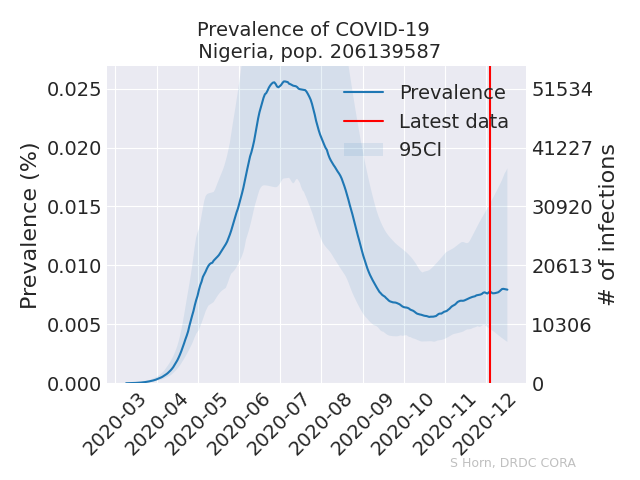 Prevalence of COVID-19
Nigeria, pop. 206139587
Prevalence
Latest data
95CI
0.025
0.020
0.015
0.010
0.005
0.000
Prevalence (%)
51534
41227
30920
20613
10306
0
# of infections
2020-03
2020-04
2020-05
2020-06
2020-07
2020-08
2020-09
2020-10
2020-11
2020-12
S Horn, DRDC CORA